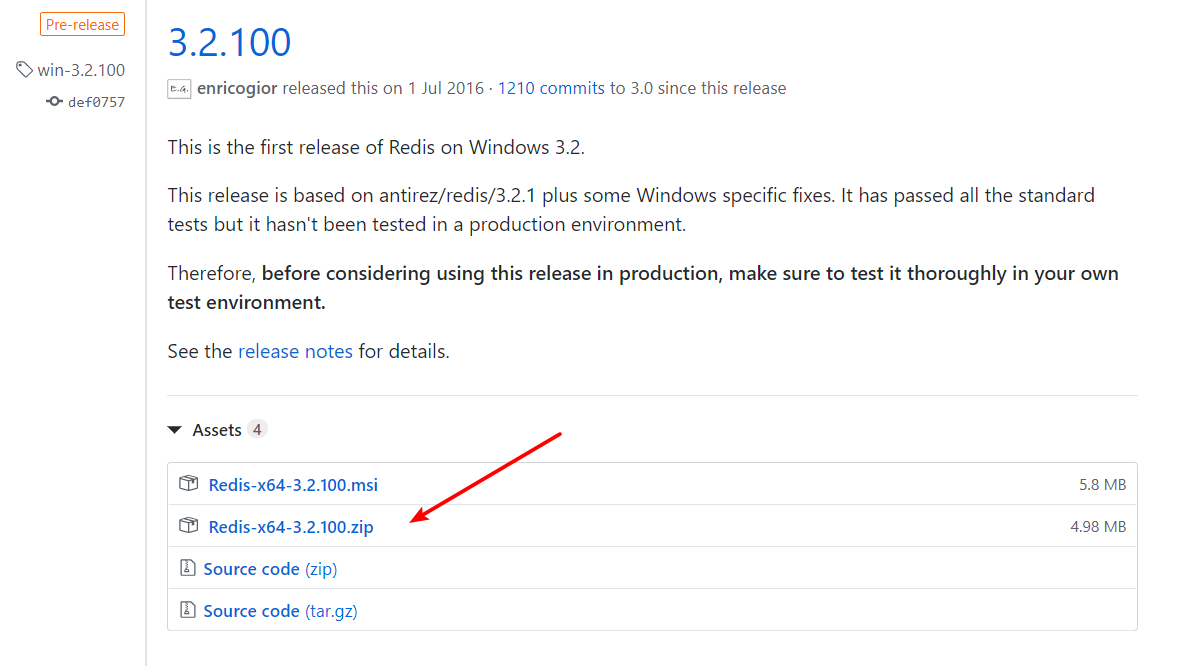 Pre-release
win-3.2.100
def0757
3.2.100
E.G. enricogior released this on 1 Jul 2016 · 1210 commits to 3.0 since this release
This is the first release of Redis on Windows 3.2.
This release is based on antirez/redis/3.2.1 plus some Windows specific fixes. It has passed all the standard
tests but it hasn't been tested in a production environment.
Therefore, before considering using this release in production, make sure to test it thoroughly in your own
test environment.
See the release notes for details.
Assets 4
Redis-x64-3.2.100.msi 5.8 MB
Redis-x64-3.2.100.zip 4.98 MB
Source code (zip)
Source code (tar.gz)